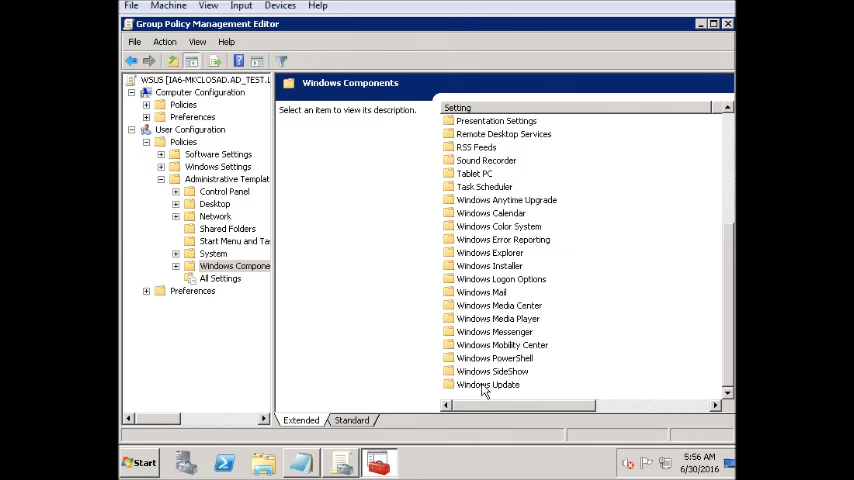 File Machine View Input Devices Help
Group Policy Management Editor
File Action View Help
WSUS [IA6-MKCLOSAD.AD_TEST.L
Computer Configuration
Policies
Preferences
User Configuration
Policies
Software Settings
Windows Settings
Administrative Templat
Control Panel
Desktop
Network
Shared Folders
Start Menu and Ta
System
Windows Compone
All Settings
Preferences
Windows Components
Select an item to view its description.
Setting
Presentation Settings
Remote Desktop Services
RSS Feeds
Sound Recorder
Tablet PC
Task Scheduler
Windows Anytime Upgrade
Windows Calendar
Windows Color System
Windows Error Reporting
Windows Explorer
Windows Installer
Windows Logon Options
Windows Mail
Windows Media Center
Windows Media Player
Windows Messenger
Windows Mobility Center
Windows PowerShell
Windows SideShow
Windows Update
Extended Standard
Start
5:56 AM
6/30/2016